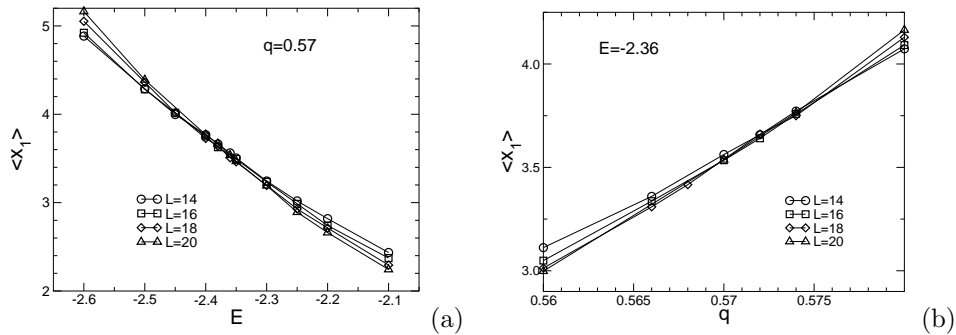 5
4
3
2
<x₁>
q=0.57
L=14
L=16
L=18
L=20
-2.6 -2.5 -2.4 -2.3 -2.2 -2.1
E
(a)
4.0
3.5
3.0
<x₁>
E=-2.36
L=14
L=16
L=18
L=20
0.56 0.565 0.57 0.575
q
(b)